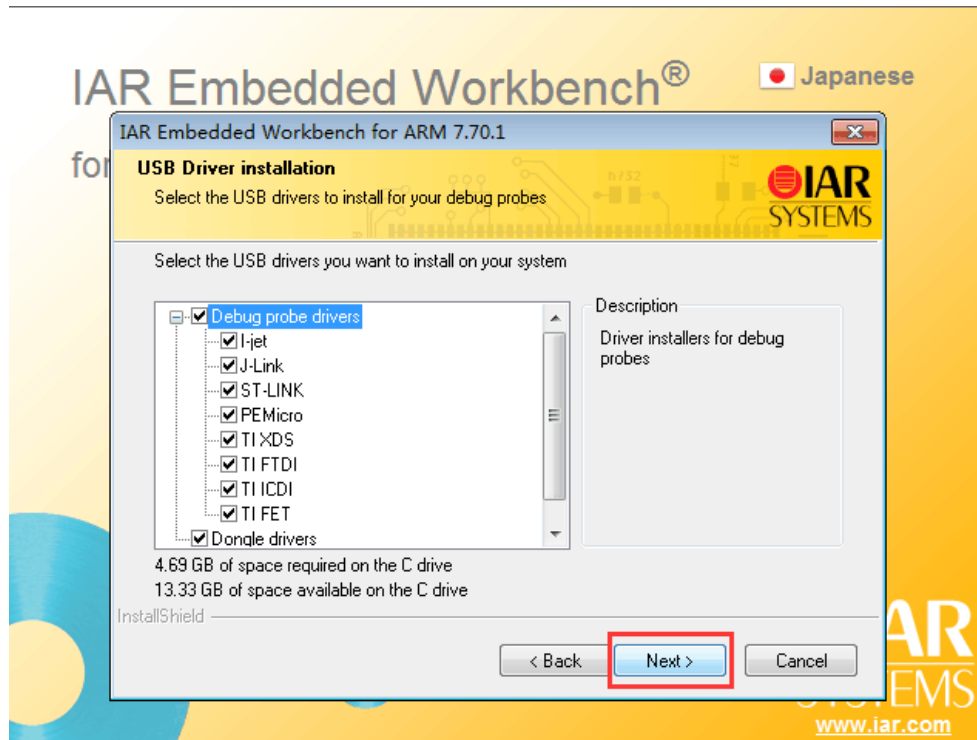 IAR Embedded Workbench®
Japanese
for
IAR Embedded Workbench for ARM 7.70.1
USB Driver installation
Select the USB drivers to install for your debug probes
IAR
SYSTEMS
Select the USB drivers you want to install on your system
Debug probe drivers
I-jet
J-Link
ST-LINK
PEMicro
TI XDS
TI FTDI
TI ICDI
TI FET
Dongle drivers
Description
Driver installers for debug
probes
4.69 GB of space required on the C drive
13.33 GB of space available on the C drive
InstallShield
< Back
Next >
Cancel
AR
EMS
www.iar.com